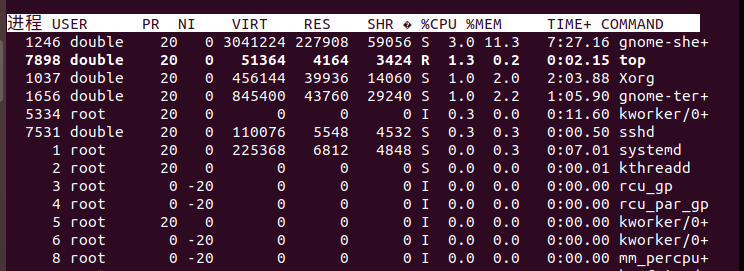 进程 USER PR NI VIRT RES SHR � %CPU %MEM TIME+ COMMAND
1246 double 20 0 3041224 227908 59056 S 3.0 11.3 7:27.16 gnome-she+
7898 double 20 0 51364 4164 3424 R 1.3 0.2 0:02.15 top
1037 double 20 0 456144 39936 14060 S 1.0 2.0 2:03.88 Xorg
1656 double 20 0 845400 43760 29240 S 1.0 2.2 1:05.90 gnome-ter+
5334 root 20 0 0 0 0 I 0.3 0.0 0:11.60 kworker/0+
7531 double 20 0 110076 5548 4532 S 0.3 0.3 0:00.50 sshd
1 root 20 0 225368 6812 4848 S 0.0 0.3 0:07.01 systemd
2 root 20 0 0 0 0 S 0.0 0.0 0:00.01 kthreadd
3 root 0 -20 0 0 0 I 0.0 0.0 0:00.00 rcu_gp
4 root 0 -20 0 0 0 I 0.0 0.0 0:00.00 rcu_par_gp
5 root 20 0 0 0 0 I 0.0 0.0 0:00.00 kworker/0+
6 root 0 -20 0 0 0 I 0.0 0.0 0:00.00 kworker/0+
8 root 0 -20 0 0 0 I 0.0 0.0 0:00.00 mm_percpu+